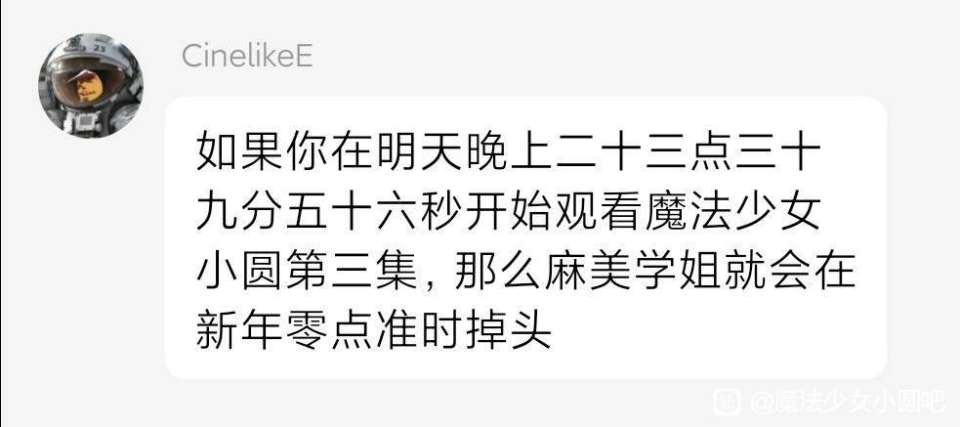 CinelikeE
如果你在明天晚上二十三点三十
九分五十六秒开始观看魔法少女
小圆第三集，那么麻美学姐就会在
新年零点准时掉头
@魔法少女小圆吧